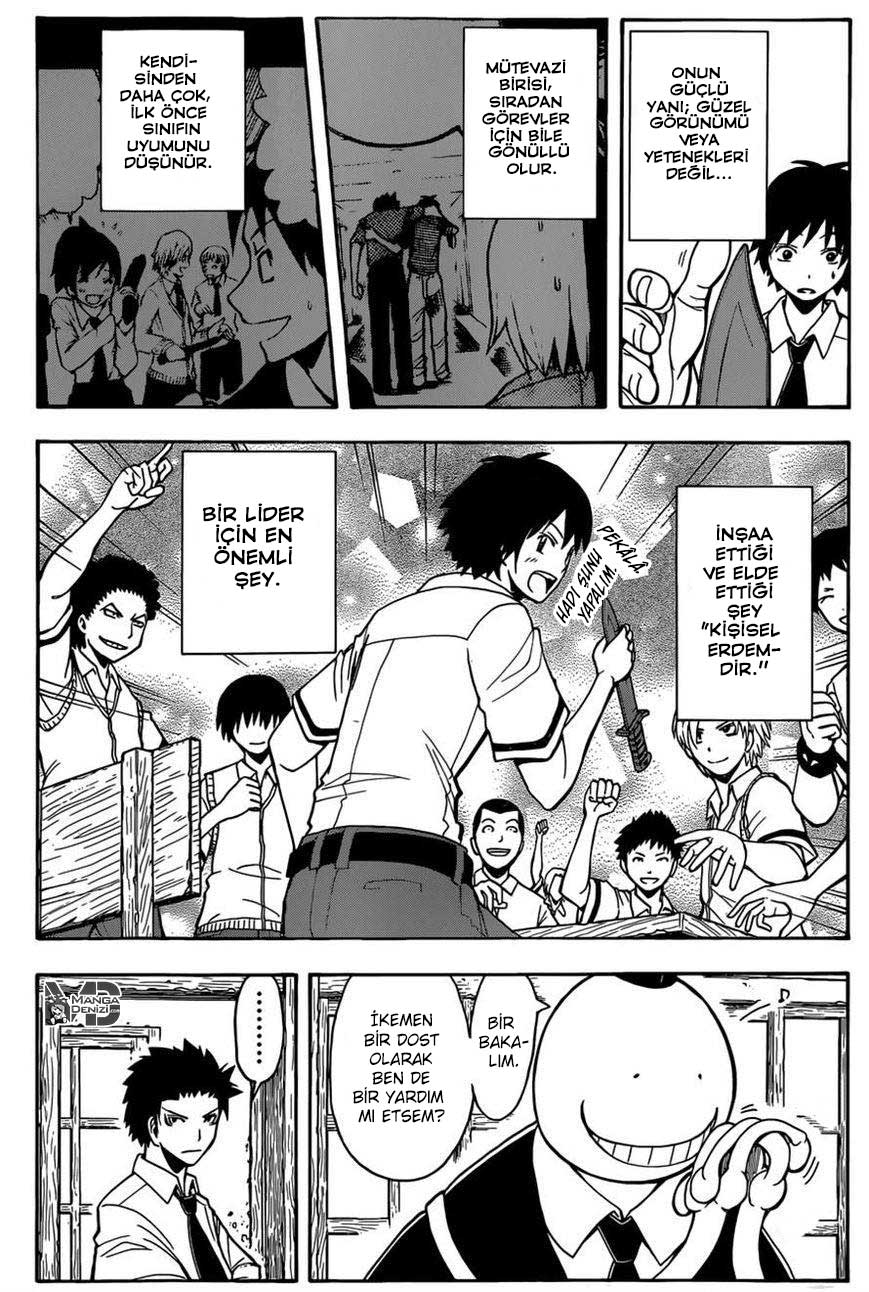 ONUN
GÜÇLÜ
YANI; GÜZEL
GÖRÜNÜMÜ
VEYA
YETENEKLERİ
DEĞİL...
MÜTEVAZİ
BİRİSİ,
SIRADAN
GÖREVLER
İÇİN BİLE
GÖNÜLLÜ
OLUR.
KENDİ-
SİNDEN
DAHA ÇOK,
İLK ÖNCE
SINIFIN
UYUMUNU
DÜŞÜNÜR.
İNŞAA
ETTİĞİ
VE ELDE
ETTİĞİ
ŞEY
"KİŞİSEL
ERDEM-
DİR."
PEKÂLÂ
HADİ ŞUNU
YAPALIM.
BİR LİDER
İÇİN EN
ÖNEMLİ
ŞEY.
BİR
BAKA-
LIM.
İKEMEN
BİR DOST
OLARAK
BEN DE
BİR YARDIM
MI ETSEM?
......
MANGA
DENİZİ